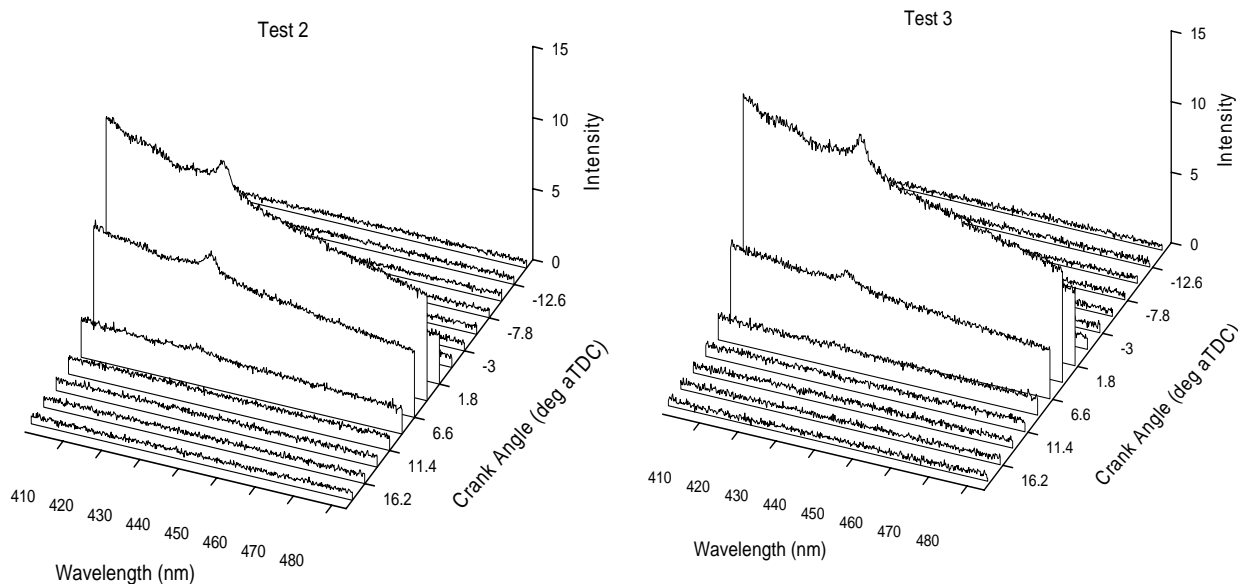 Test 2
15
10
5
0
Intensity
-12.6
-7.8
-3
1.8
6.6
11.4
16.2
Crank Angle (deg aTDC)
410 420 430 440 450 460 470 480
Wavelength (nm)
Test 3
15
10
5
0
Intensity
-12.6
-7.8
-3
1.8
6.6
11.4
16.2
Crank Angle (deg aTDC)
410 420 430 440 450 460 470 480
Wavelength (nm)